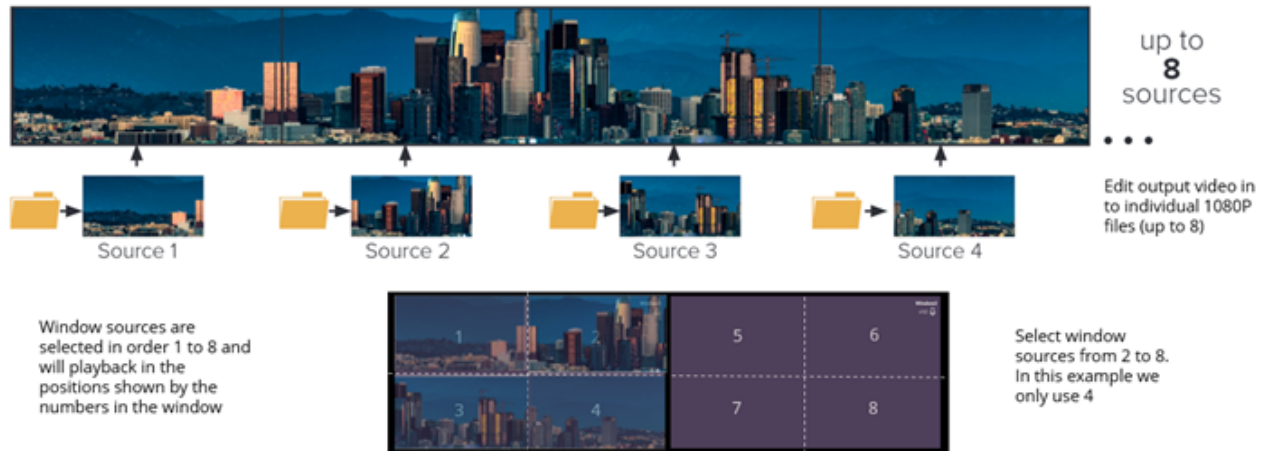 up to
8
sources
Edit output video in
to individual 1080P
files (up to 8)
Source 1
Source 2
Source 3
Source 4
Window sources are
selected in order 1 to 8 and
will playback in the
positions shown by the
numbers in the window
1
2
3
4
5
6
7
8
Select window
sources from 2 to 8.
In this example we
only use 4